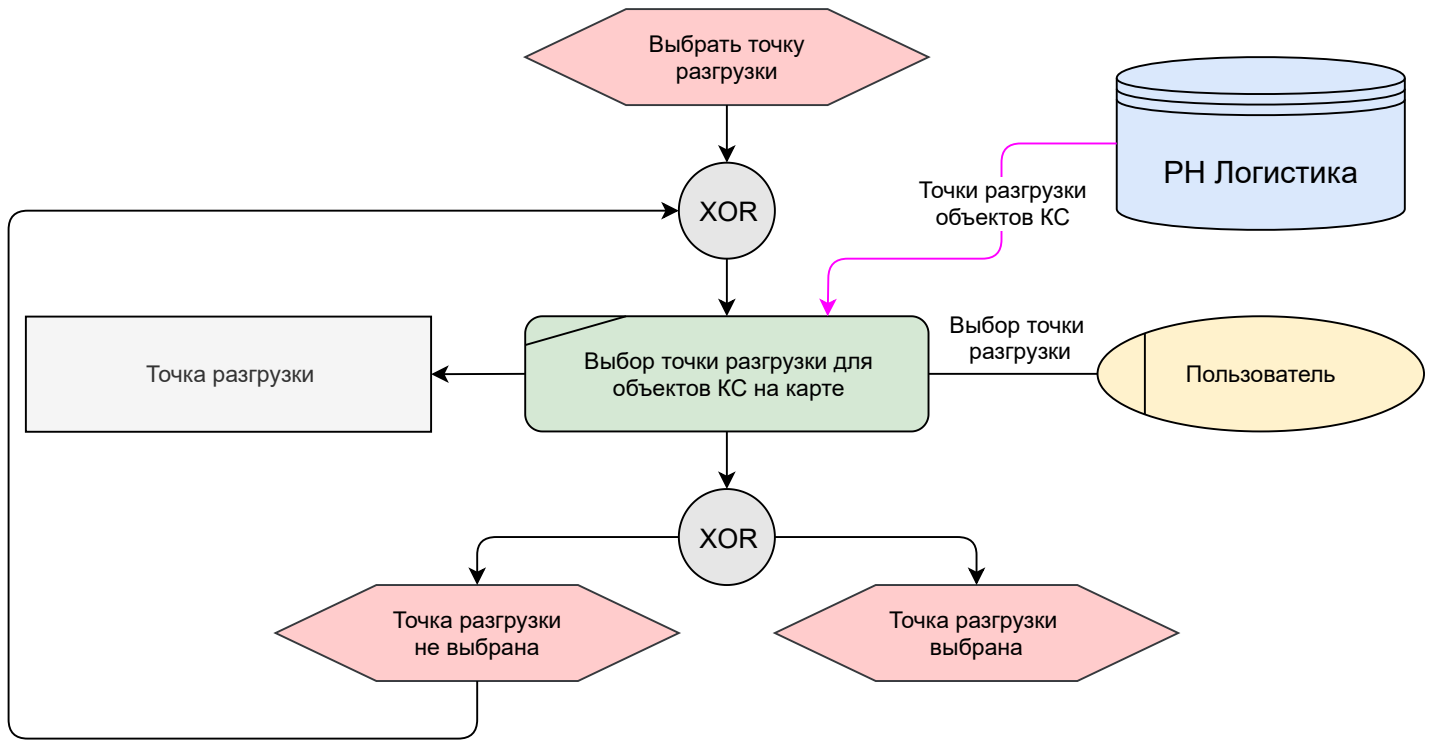 Выбрать точку
разгрузки
XOR
РН Логистика
Точки разгрузки
объектов КС
Точка разгрузки
Выбор точки разгрузки для
объектов КС на карте
Выбор точки
разгрузки
Пользователь
XOR
Точка разгрузки
не выбрана
Точка разгрузки
выбрана